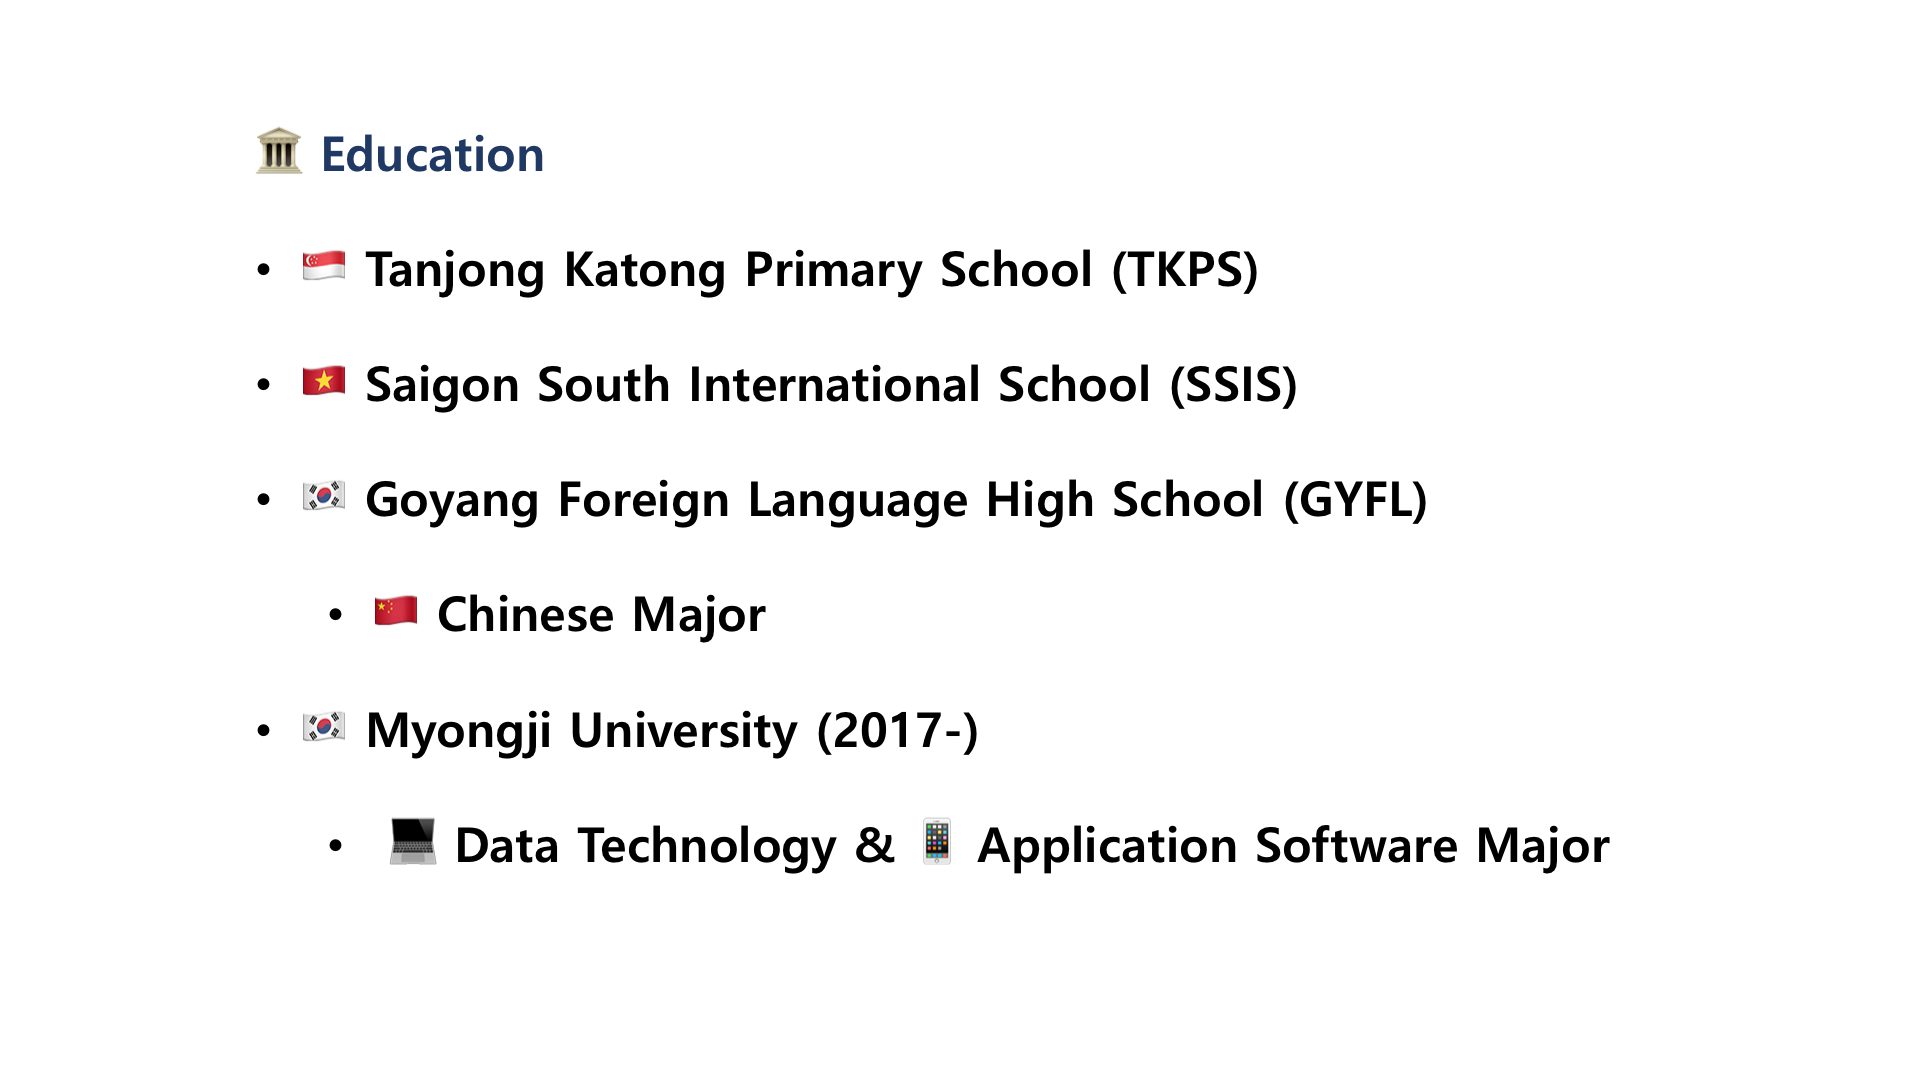 🏛 Education
• 🇸🇬 Tanjong Katong Primary School (TKPS)
• 🇻🇳 Saigon South International School (SSIS)
• 🇰🇷 Goyang Foreign Language High School (GYFL)
• 🇨🇳 Chinese Major
• 🇰🇷 Myongji University (2017-)
• 💻 Data Technology & 📱 Application Software Major